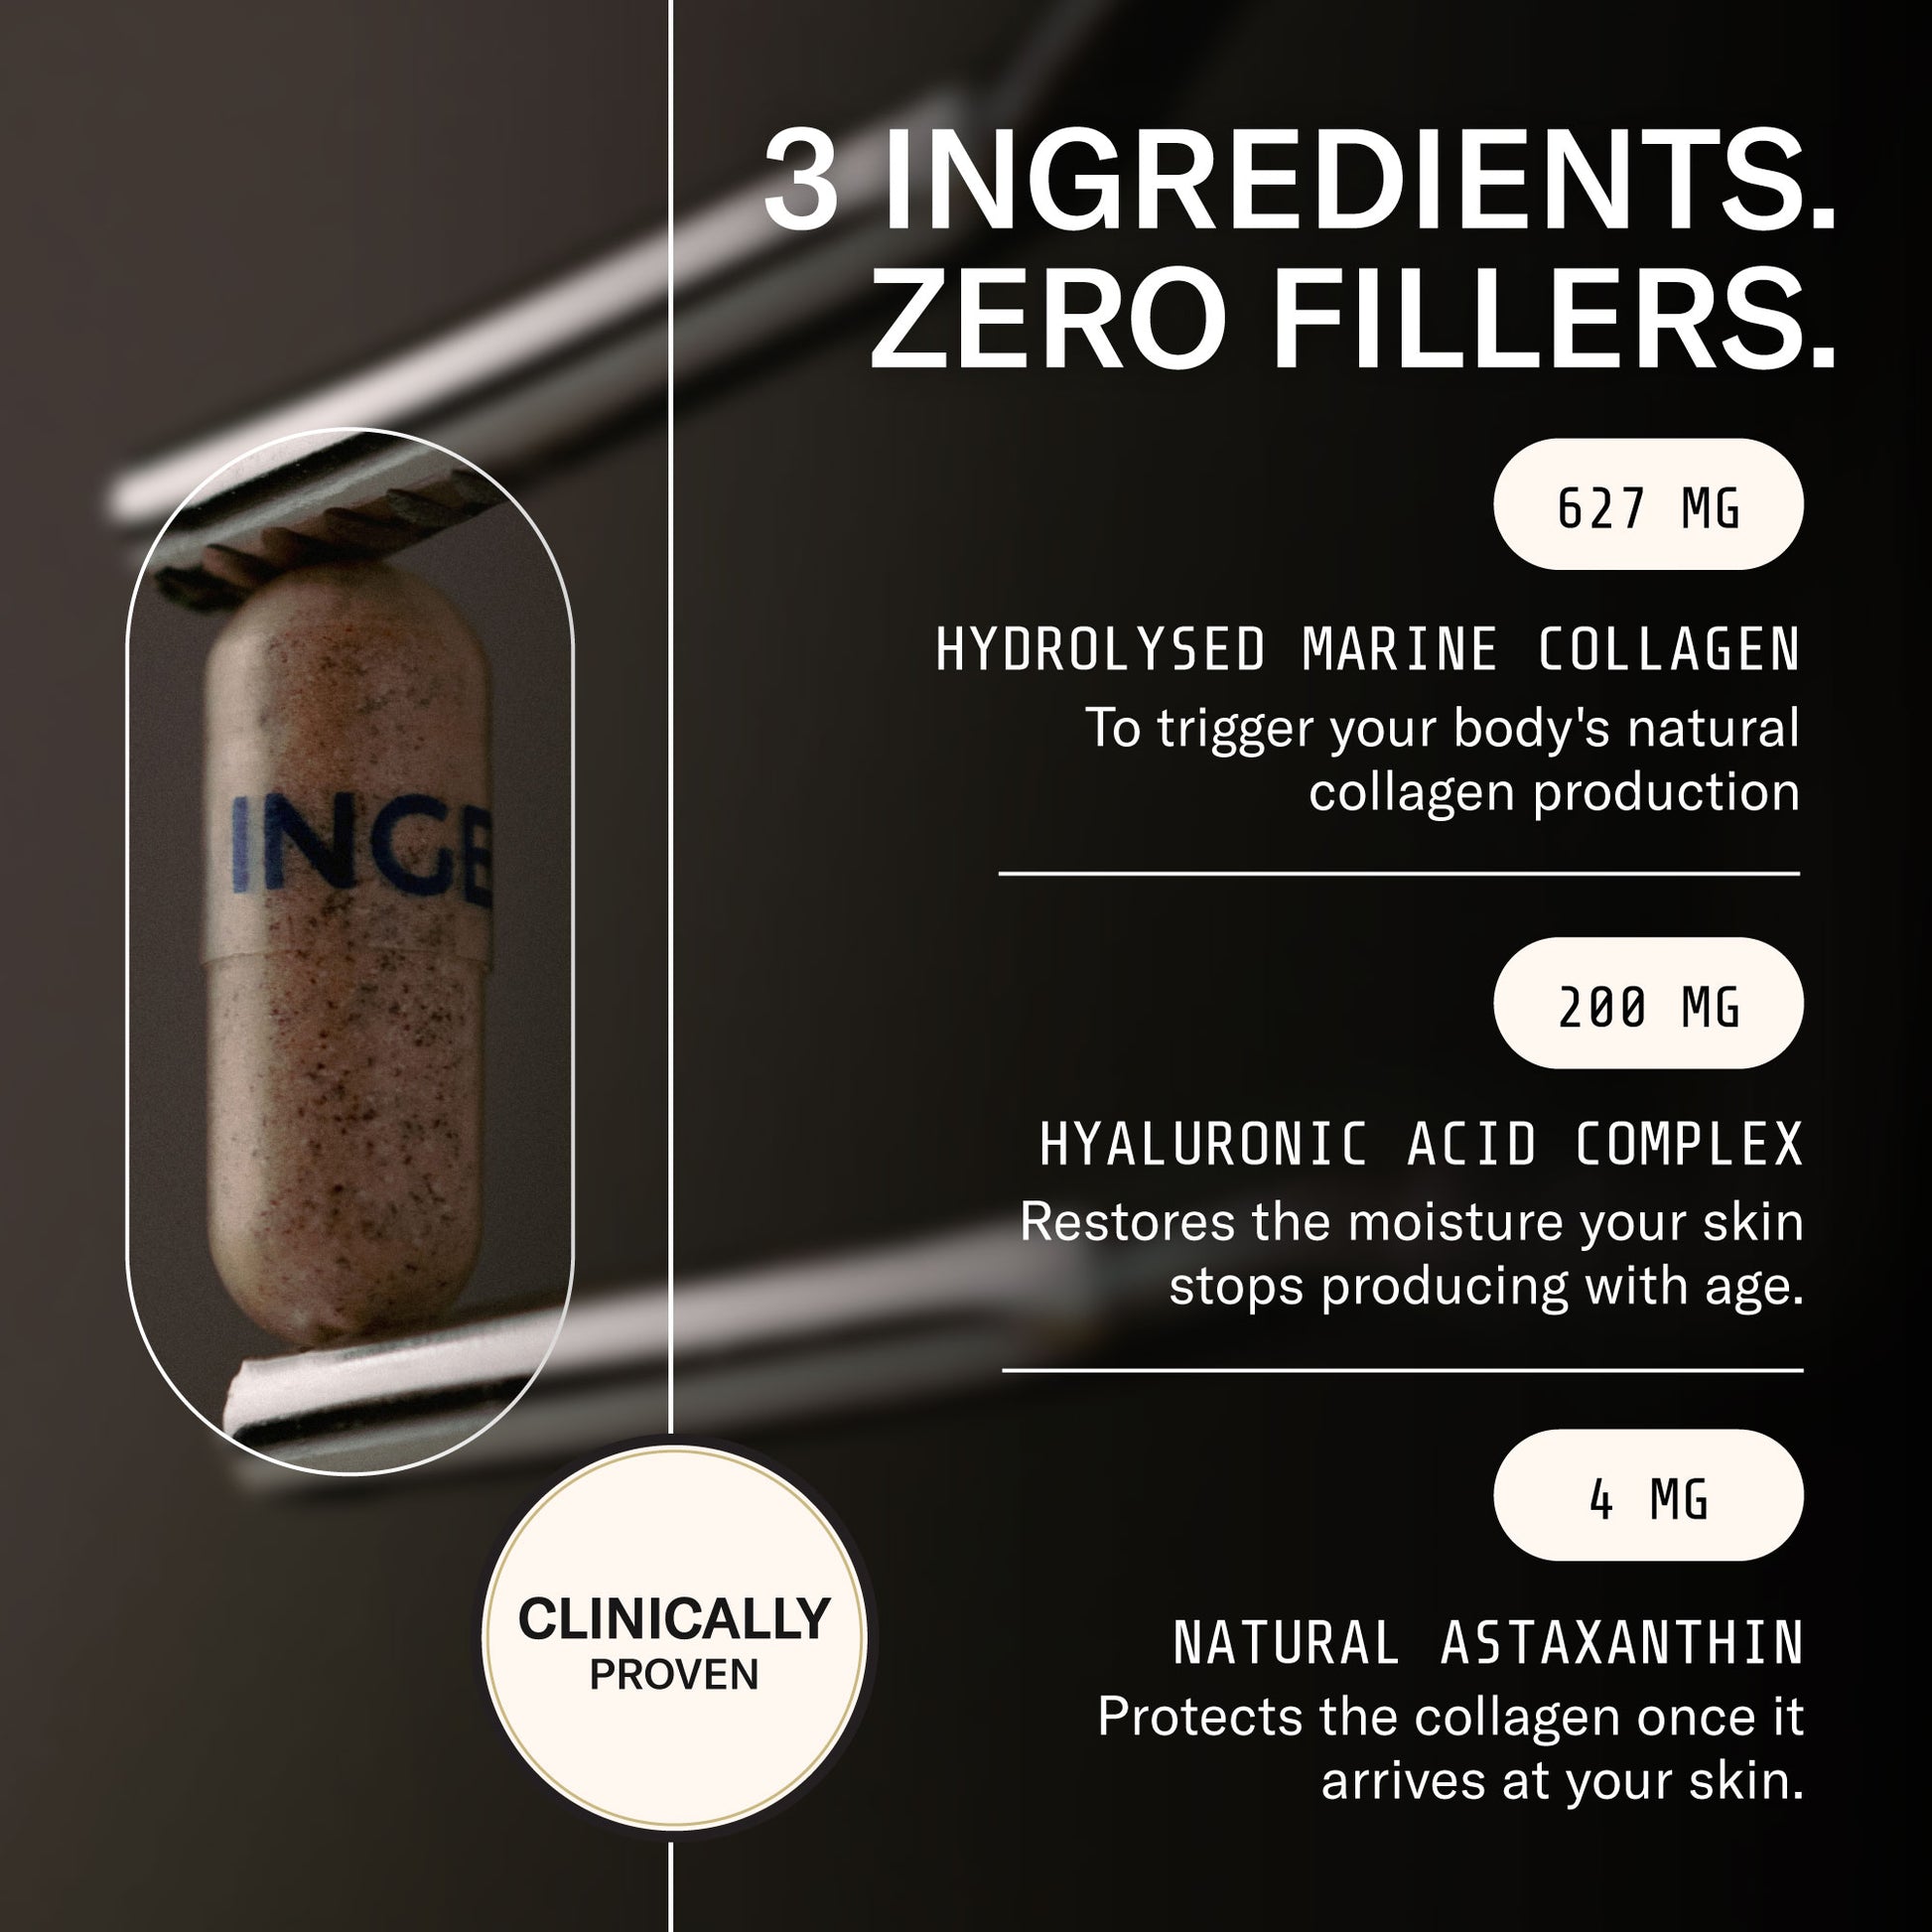 3 INGREDIENTS.
ZERO FILLERS.
627 MG
HYDROLYSED MARINE COLLAGEN
To trigger your body's natural
collagen production
INGE
200 MG
HYALURONIC ACID COMPLEX
Restores the moisture your skin
stops producing with age.
4 MG
NATURAL ASTAXANTHIN
Protects the collagen once it
arrives at your skin.
CLINICALLY
PROVEN